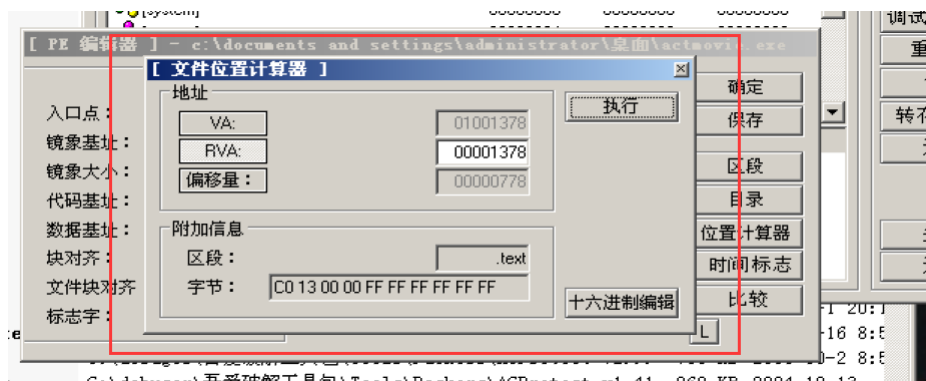 [system]
[ PE 编辑器 ] - c:\documents and settings\administrator\桌面\actmovie.exe
[ 文件位置计算器 ]
地址
执行
VA: 01001378
RVA: 00001378
偏移量: 00000778
附加信息
区段: .text
字节: C0 13 00 00 FF FF FF FF FF FF
十六进制编辑
入口点:
镜象基址:
镜象大小:
代码基址:
数据基址:
块对齐:
文件块对齐
标志字:
确定
保存
区段
目录
位置计算器
时间标志
比较
L
调试
重
转存
-16 8:5